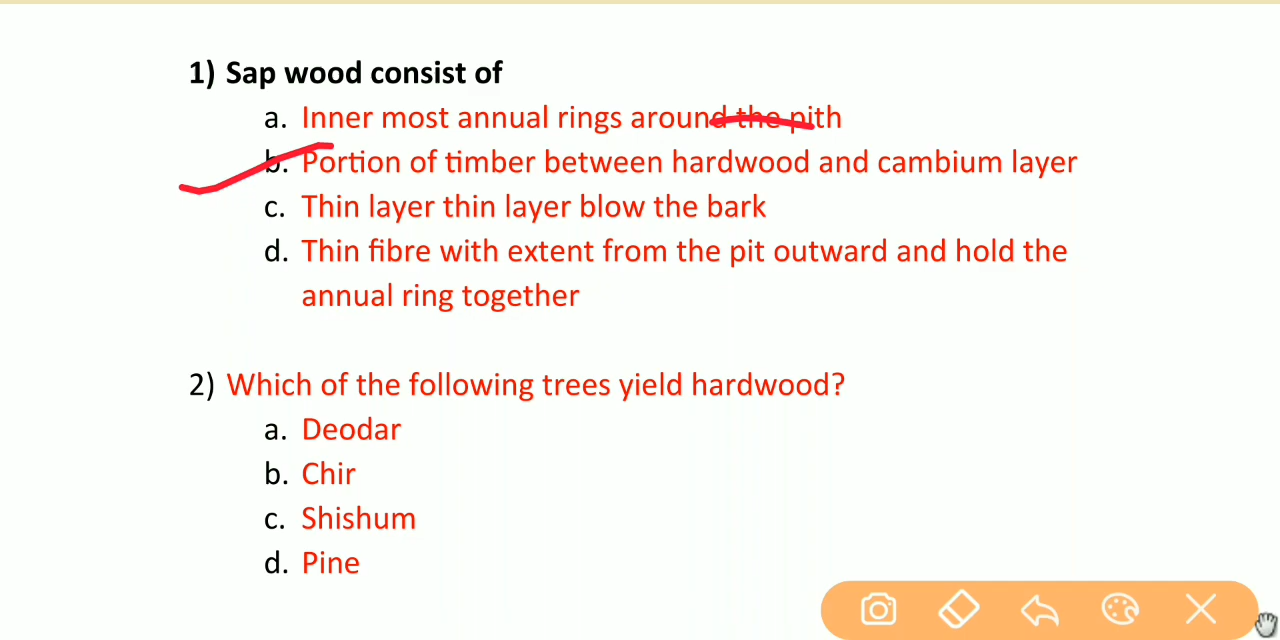 1) Sap wood consist of
a. Inner most annual rings around the pith
b. Portion of timber between hardwood and cambium layer
c. Thin layer thin layer blow the bark
d. Thin fibre with extent from the pit outward and hold the
annual ring together
2) Which of the following trees yield hardwood?
a. Deodar
b. Chir
c. Shishum
d. Pine